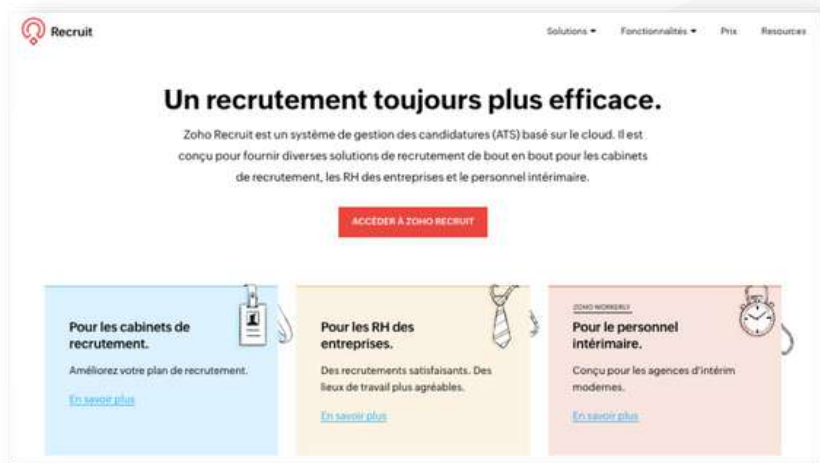 Recruit
Solutions
Fonctionnalités
Prix
Resources
Un recrutement toujours plus efficace.
Zoho Recruit est un système de gestion des candidatures (ATS) basé sur le cloud. Il est
conçu pour fournir diverses solutions de recrutement de bout en bout pour les cabinets
de recrutement, les RH des entreprises et le personnel intérimaire.
ACCÉDER À ZOHO RECRUIT
Pour les cabinets de
recrutement.
Améliorez votre plan de recrutement.
En savoir plus
Pour les RH des
entreprises.
Des recrutements satisfaisants. Des
lieux de travail plus agréables.
En savoir plus
ZOHO WORKERLY
Pour le personnel
intérimaire.
Conçu pour les agences d'intérim
modernes.
En savoir plus